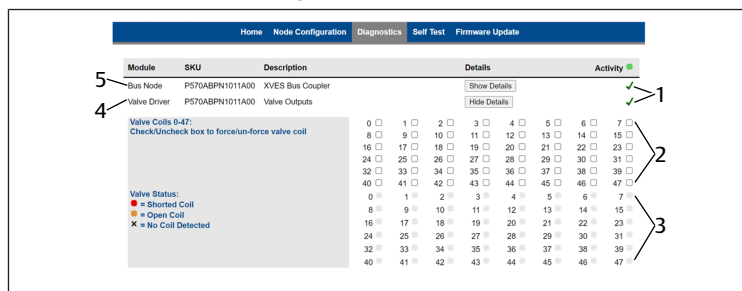 Home Node Configuration Diagnostics Self Test Firmware Update
Module SKU Description Details Activity
5 Bus Node P570ABPN1011A00 XVES Bus Coupler Show Details
1
4 Valve Driver P570ABPN1011A00 Valve Outputs Hide Details
Valve Coils 0-47:
Check/Uncheck box to force/un-force valve coil
0 1 2 3 4 5 6 7
8 9 10 11 12 13 14 15
16 17 18 19 20 21 22 23
2
24 25 26 27 28 29 30 31
32 33 34 35 36 37 38 39
40 41 42 43 44 45 46 47
Valve Status:
= Shorted Coil
= Open Coil
× = No Coil Detected
0 1 2 3 4 5 6 7
8 9 10 11 12 13 14 15
16 17 18 19 20 21 22 23
3
24 25 26 27 28 29 30 31
32 33 34 35 36 37 38 39
40 41 42 43 44 45 46 47